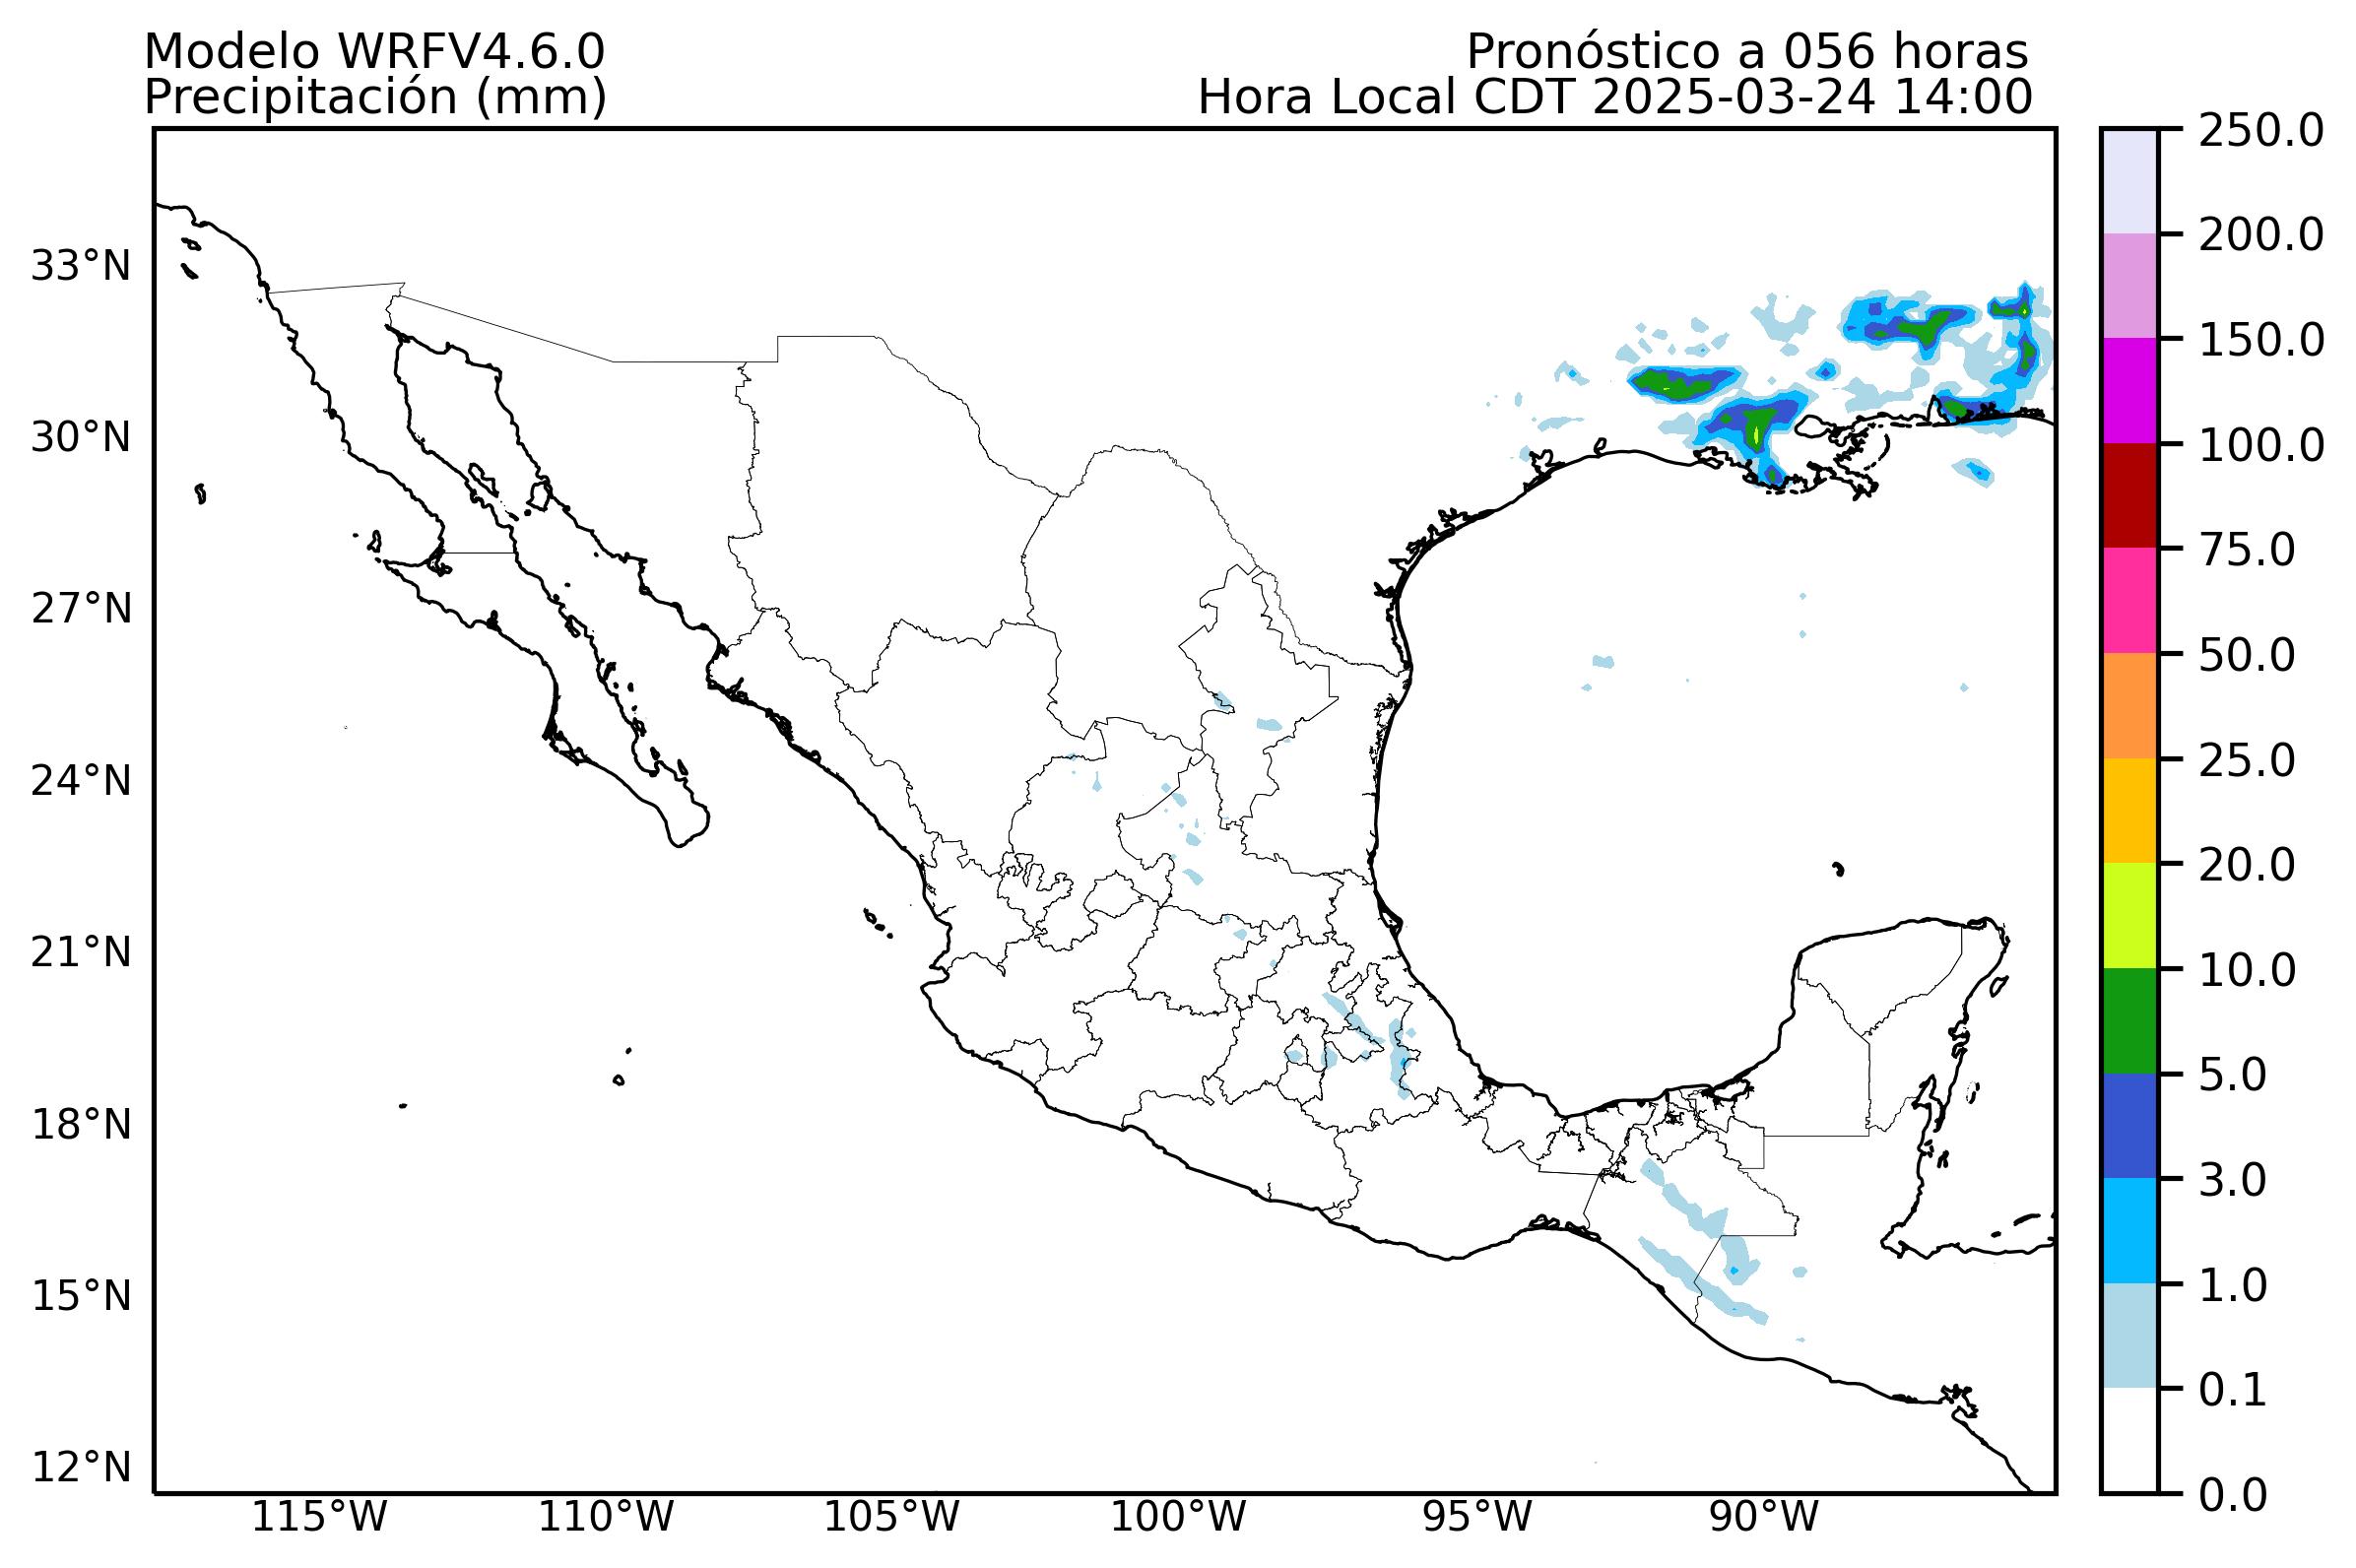 Modelo WRFV4.6.0
Pronóstico a 056 horas
Precipitación (mm)
Hora Local CDT 2025-03-24 14:00
33°N
30°N
27°N
24°N
21°N
18°N
15°N
12°N
115°W
110°W
105°W
100°W
95°W
90°W
250.0
200.0
150.0
100.0
75.0
50.0
25.0
20.0
10.0
5.0
3.0
1.0
0.1
0.0